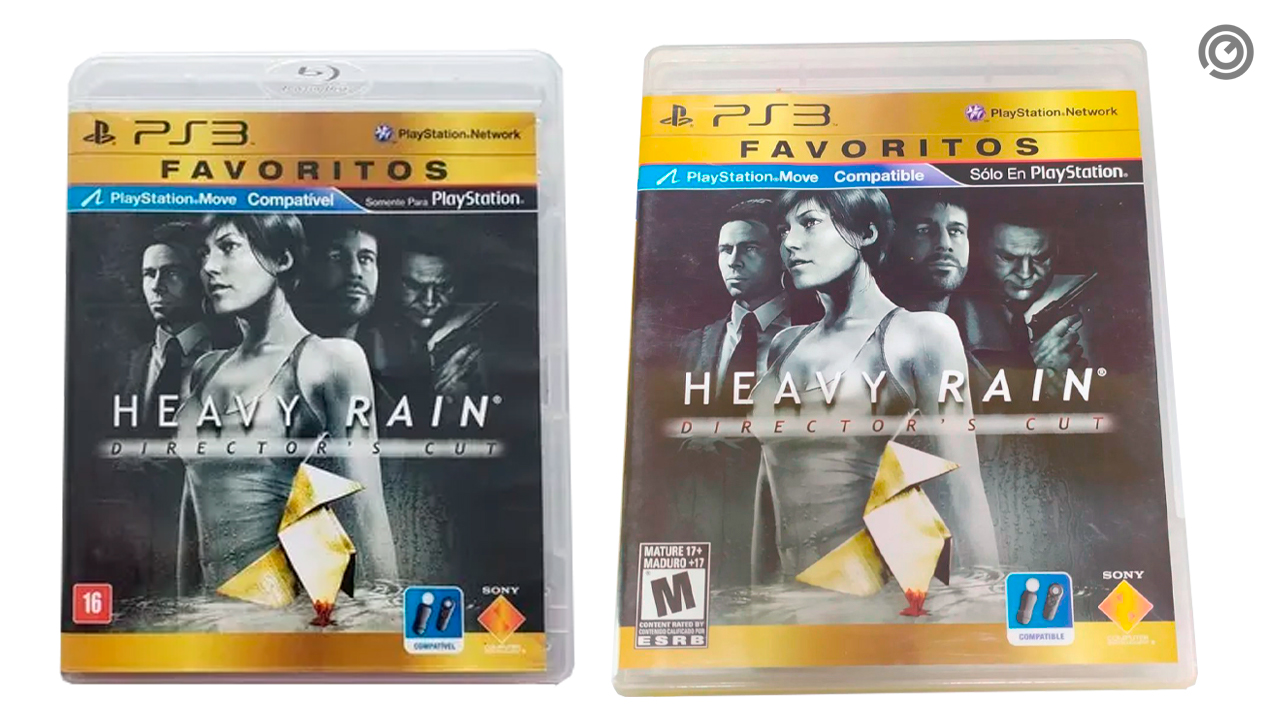 PS3
PlayStation®Network
FAVORITOS
PlayStation®Move Compatível
Somente Para PlayStation®
HEAVY RAIN®
DIRECTOR'S CUT
16
COMPATÍVEL
SONY
PS3
PlayStation®Network
FAVORITOS
PlayStation®Move Compatible
Sólo En PlayStation®
HEAVY RAIN®
DIRECTOR'S CUT
MATURE 17+
MADURO +17
M
CONTENT RATED BY
CONTENIDO CALIFICADO POR
ESRB
COMPATIBLE
SONY